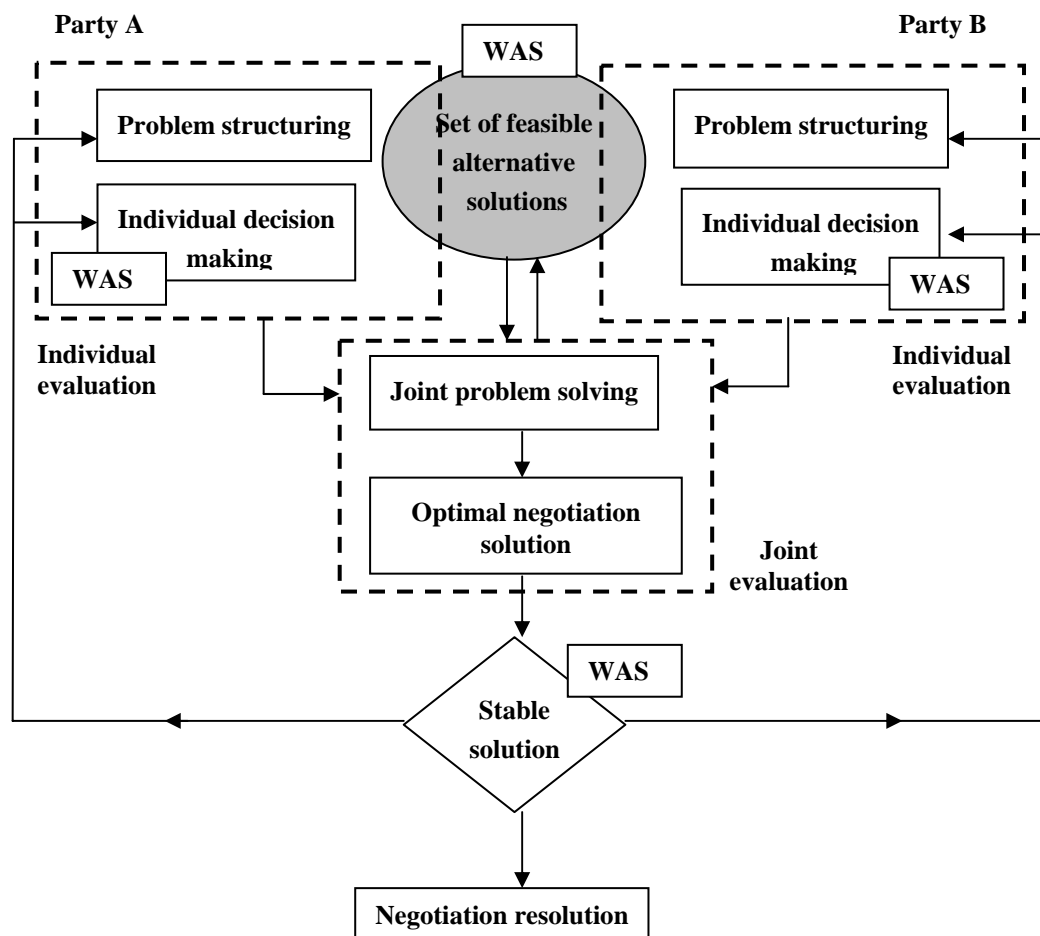 Party A
Party B
WAS
Problem structuring
Set of feasible
alternative
solutions
Problem structuring
Individual decision
making
WAS
Individual decision
making
WAS
Individual
evaluation
Individual
evaluation
Joint problem solving
Optimal negotiation
solution
Joint
evaluation
WAS
Stable
solution
Negotiation resolution